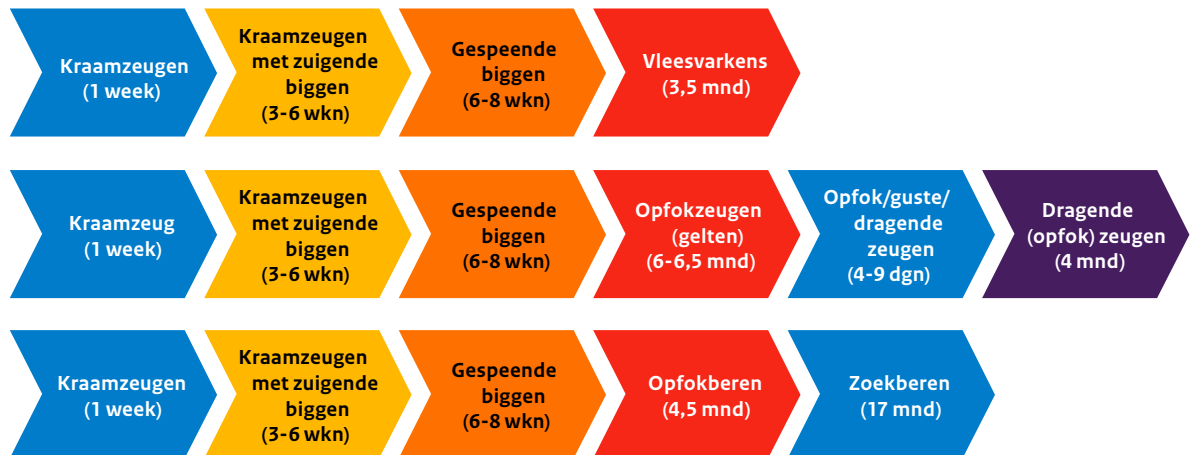 Kraamzeugen
(1 week)
Kraamzeugen
met zuigende
biggen
(3-6 wkn)
Gespeende
biggen
(6-8 wkn)
Vleesvarkens
(3,5 mnd)
Kraamzeug
(1 week)
Kraamzeugen
met zuigende
biggen
(3-6 wkn)
Gespeende
biggen
(6-8 wkn)
Opfokzeugen
(gelten)
(6-6,5 mnd)
Opfok/guste/
dragende
zeugen
(4-9 dgn)
Dragende
(opfok) zeugen
(4 mnd)
Kraamzeugen
(1 week)
Kraamzeugen
met zuigende
biggen
(3-6 wkn)
Gespeende
biggen
(6-8 wkn)
Opfokberen
(4,5 mnd)
Zoekberen
(17 mnd)